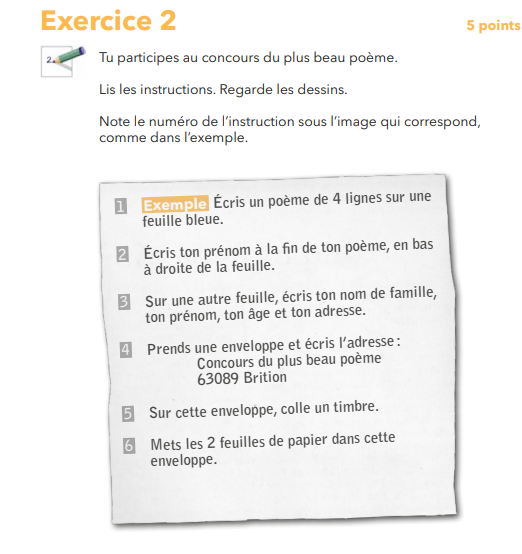 Exercice 2
5 points
2
Tu participes au concours du plus beau poème.
Lis les instructions. Regarde les dessins.
Note le numéro de l'instruction sous l'image qui correspond,
comme dans l'exemple.
1 Exemple Écris un poème de 4 lignes sur une
feuille bleue.
2 Écris ton prénom à la fin de ton poème, en bas
à droite de la feuille.
3 Sur une autre feuille, écris ton nom de famille,
ton prénom, ton âge et ton adresse.
4 Prends une enveloppe et écris l'adresse :
Concours du plus beau poème
63089 Brition
5 Sur cette enveloppe, colle un timbre.
6 Mets les 2 feuilles de papier dans cette
enveloppe.